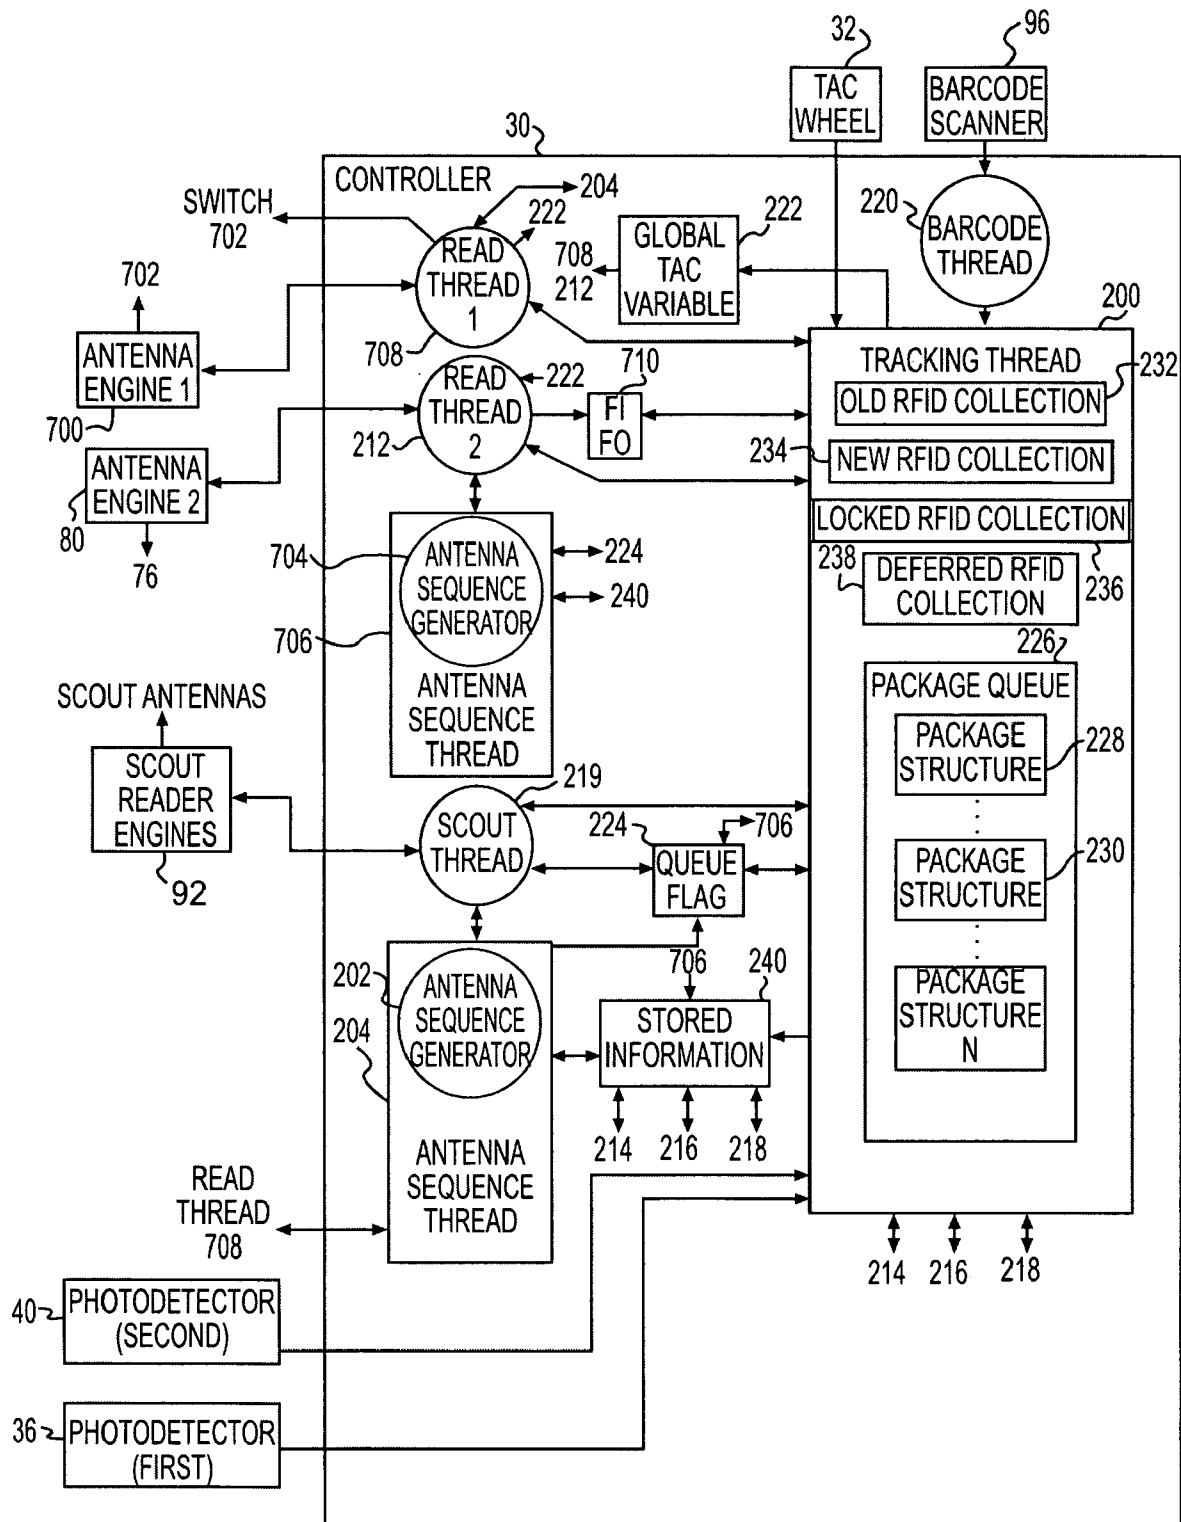 32
96
TAC
WHEEL
BARCODE
SCANNER
30
CONTROLLER
204
SWITCH
702
222
220
BARCODE
THREAD
READ
THREAD
1
708
708
212
GLOBAL
TAC
VARIABLE
222
702
ANTENNA
ENGINE 1
700
200
TRACKING THREAD
232
OLD RFID COLLECTION
READ
THREAD
2
222
212
710
FI
FO
234
NEW RFID COLLECTION
ANTENNA
ENGINE 2
80
76
LOCKED RFID COLLECTION
236
704
ANTENNA
SEQUENCE
GENERATOR
224
240
706
ANTENNA
SEQUENCE
THREAD
238
DEFERRED RFID
COLLECTION
226
PACKAGE QUEUE
PACKAGE
STRUCTURE
228
PACKAGE
STRUCTURE
230
PACKAGE
STRUCTURE
N
SCOUT ANTENNAS
SCOUT
READER
ENGINES
92
219
SCOUT
THREAD
224
706
QUEUE
FLAG
202
ANTENNA
SEQUENCE
GENERATOR
204
ANTENNA
SEQUENCE
THREAD
706
240
STORED
INFORMATION
214
216
218
READ
THREAD
708
214
216
218
40
PHOTODETECTOR
(SECOND)
36
PHOTODETECTOR
(FIRST)